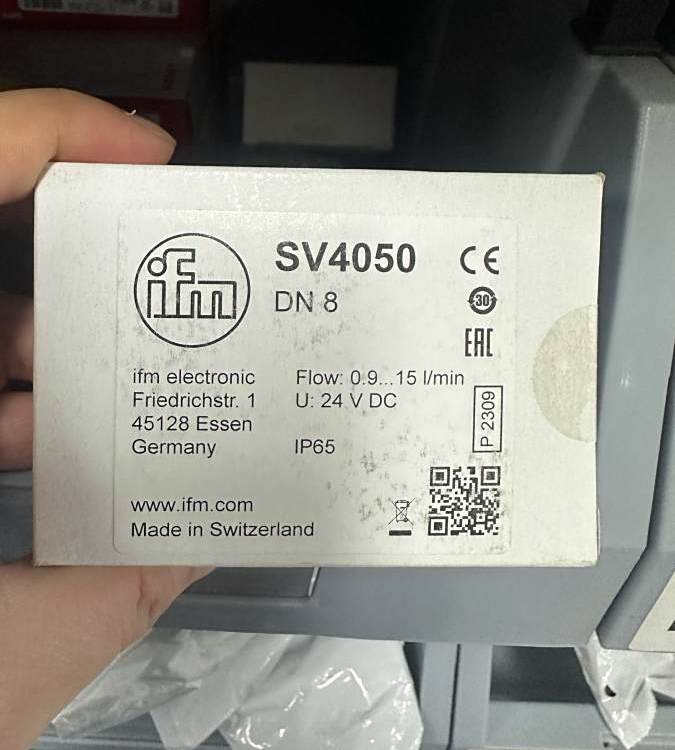 ifm
SV4050
CE
DN 8
30
EAC
ifm electronic
Friedrichstr. 1
45128 Essen
Germany
Flow: 0.9...15 l/min
U: 24 V DC
IP65
P 2309
www.ifm.com
Made in Switzerland